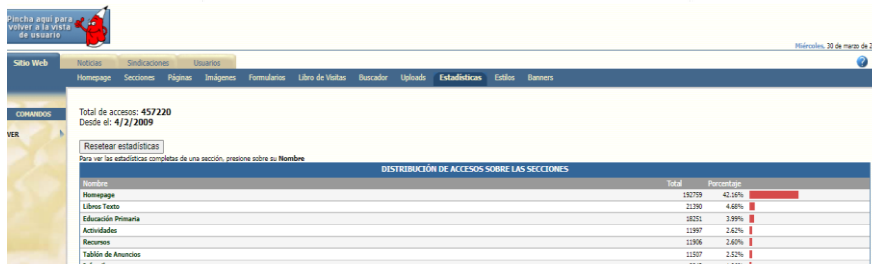 Pincha aquí para
volver a la vista
de usuario
Miércoles, 30 de marzo de 2
Sitio Web Noticias Sindicaciones Usuarios
Homepage Secciones Páginas Imágenes Formularios Libro de Visitas Buscador Uploads Estadísticas Estilos Banners
COMANDOS
VER
Total de accesos: 457220
Desde el: 4/2/2009
Resetear estadísticas
Para ver las estadísticas completas de una sección, presione sobre su Nombre
DISTRIBUCIÓN DE ACCESOS SOBRE LAS SECCIONES
Nombre Total Porcentaje
Homepage 192759 42.16%
Libros Texto 21390 4.68%
Educación Primaria 18251 3.99%
Actividades 11997 2.62%
Recursos 11906 2.60%
Tablón de Anuncios 11507 2.52%